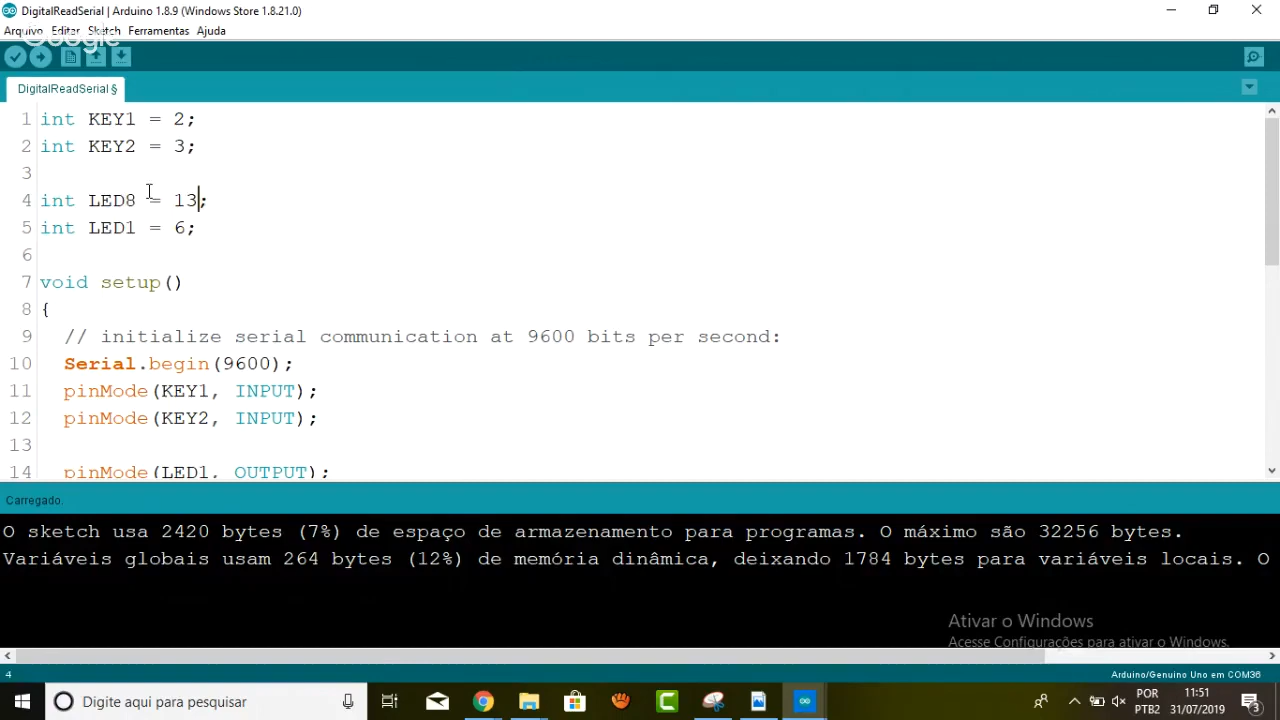 DigitalReadSerial | Arduino 1.8.9 (Windows Store 1.8.21.0)
Arquivo Editar Sketch Ferramentas Ajuda
Google
DigitalReadSerial §
1 int KEY1 = 2;
2 int KEY2 = 3;
3
4 int LED8 = 13;
5 int LED1 = 6;
6
7 void setup()
8 {
9 // initialize serial communication at 9600 bits per second:
10 Serial.begin(9600);
11 pinMode(KEY1, INPUT);
12 pinMode(KEY2, INPUT);
13
14 pinMode(LED1, OUTPUT);
Carregado.
O sketch usa 2420 bytes (7%) de espaço de armazenamento para programas. O máximo são 32256 bytes.
Variáveis globais usam 264 bytes (12%) de memória dinâmica, deixando 1784 bytes para variáveis locais. O
Ativar o Windows
Acesse Configurações para ativar o Windows.
4
Arduino/Genuino Uno em COM36
Digite aqui para pesquisar
POR
PTB2
11:51
31/07/2019
3